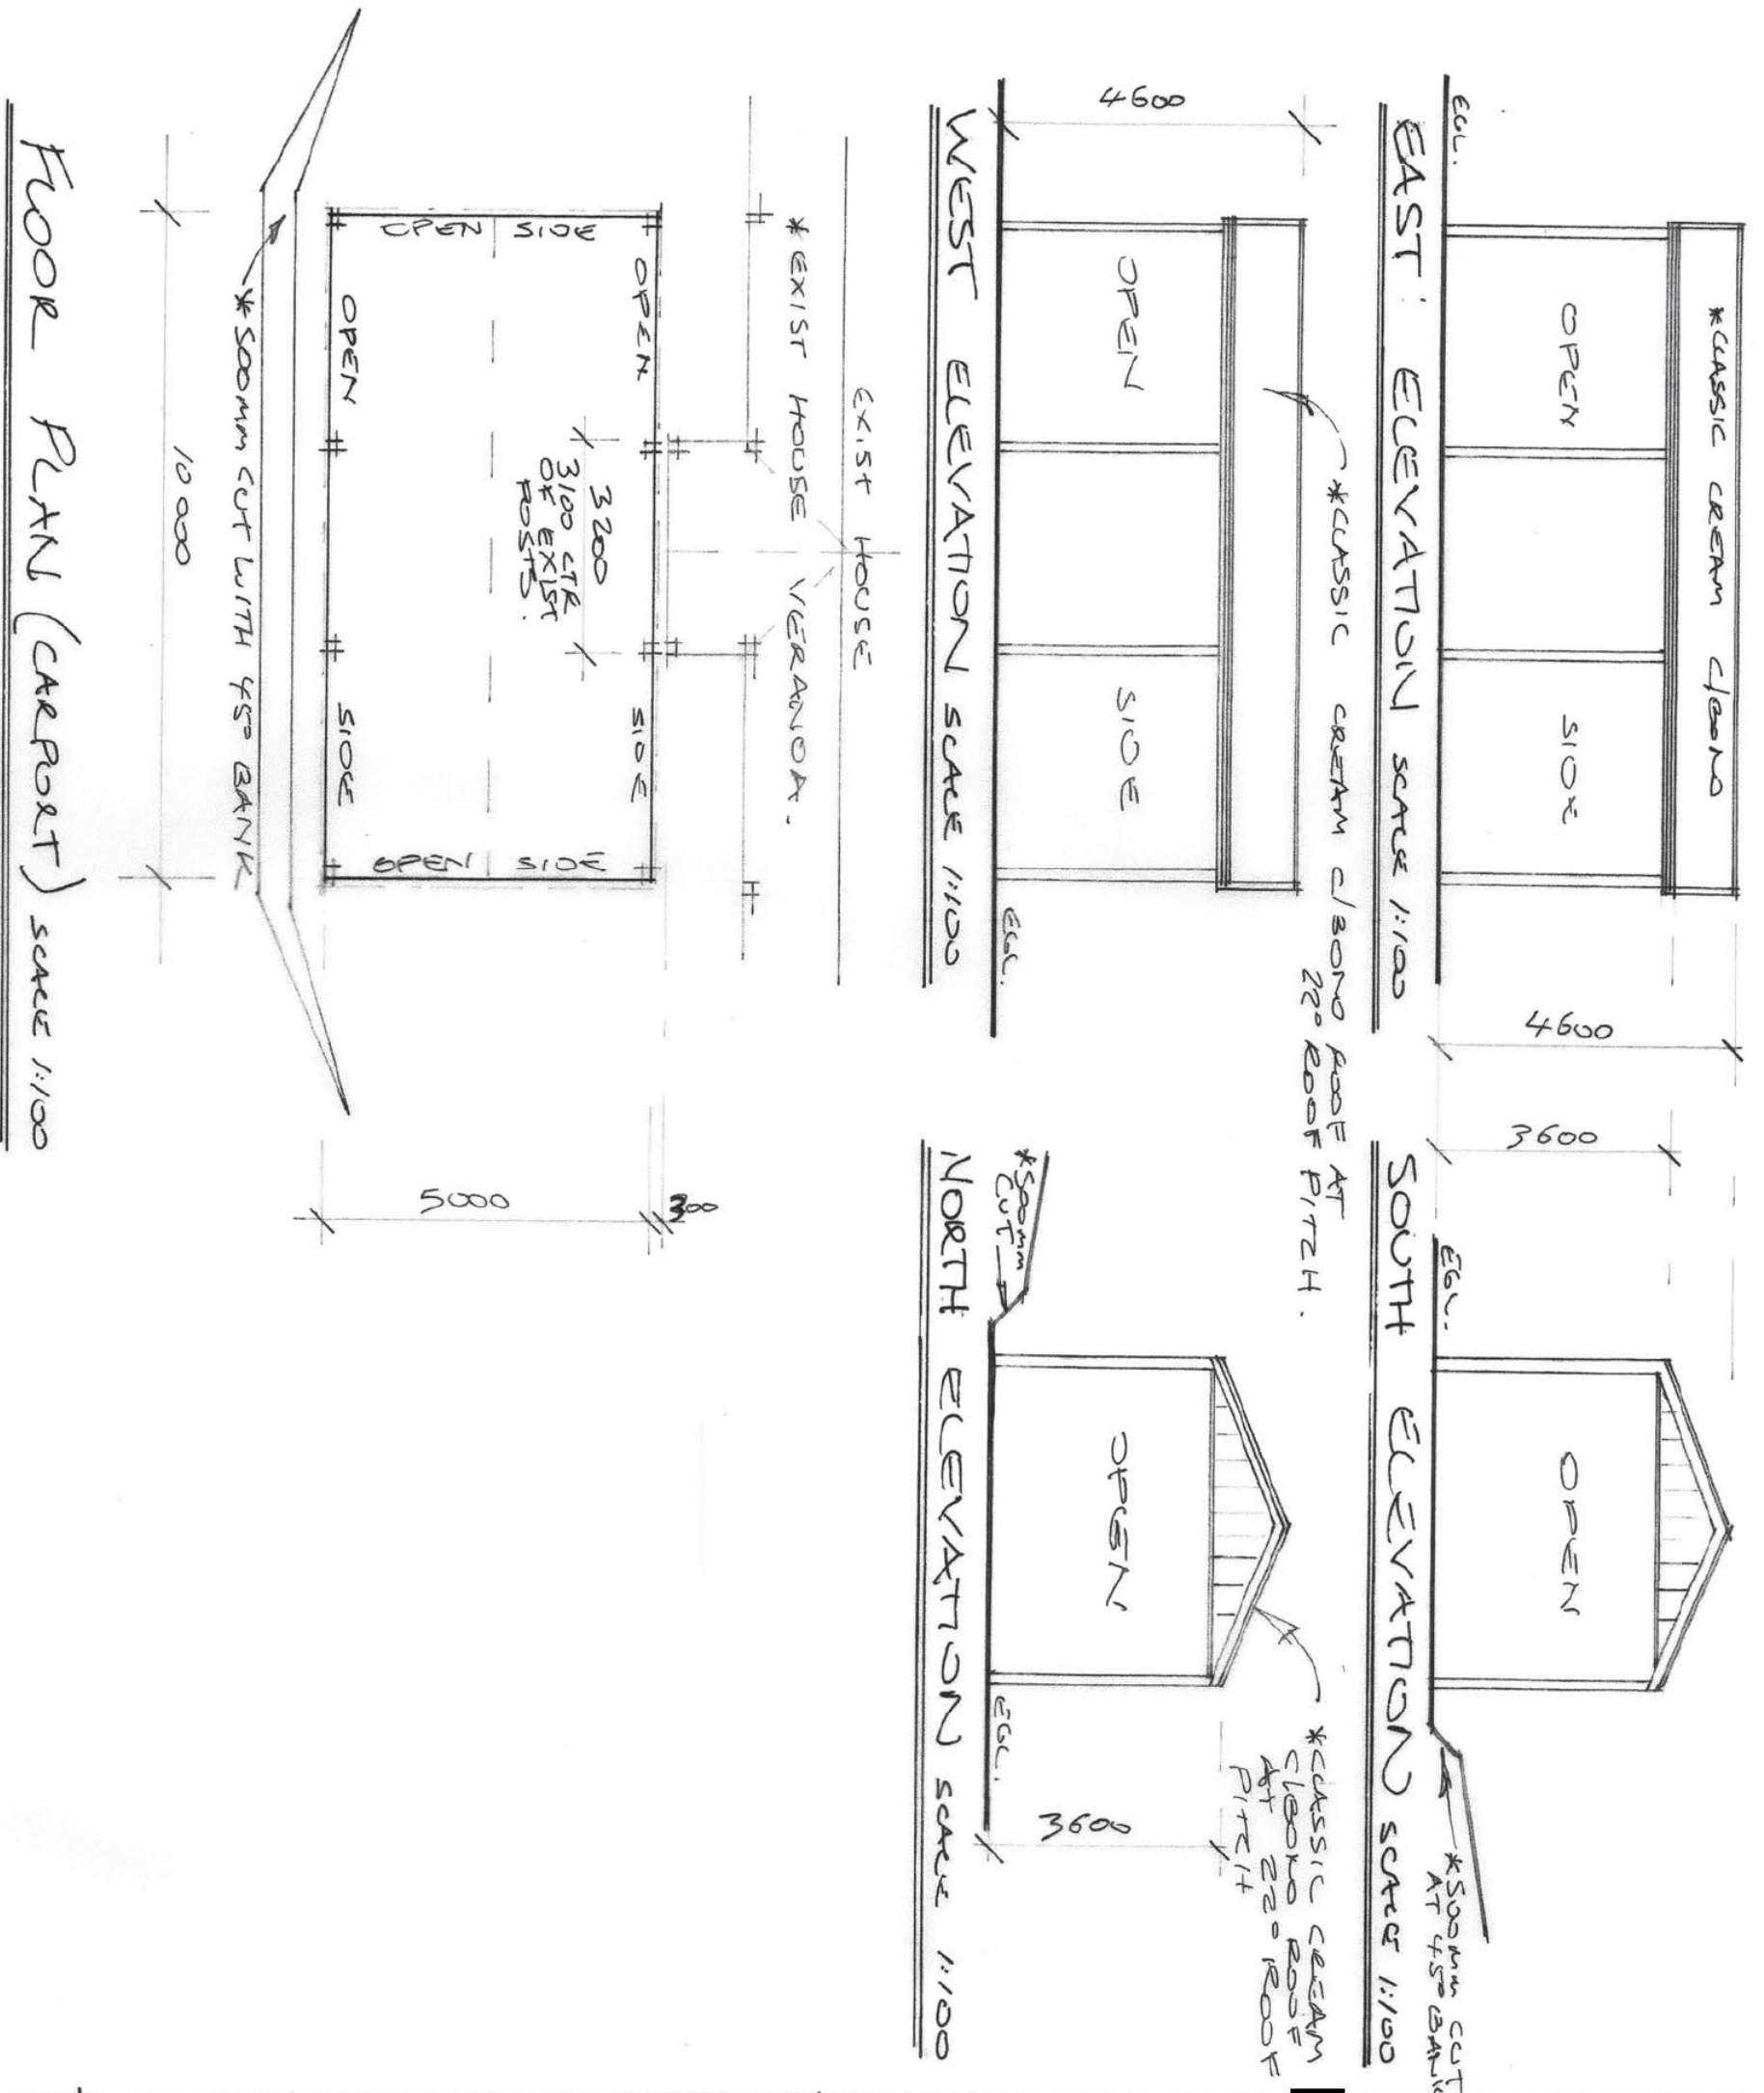 EGL.
*CLASSIC CREAM C/BOND
OPEN SIDE
EAST ELEVATION SCALE 1:100
4600
3600
EGL.
OPEN
*500MM CUT
AT 45° BANK
SOUTH ELEVATION SCALE 1:100
4600
*CLASSIC CREAM C/BOND ROOF AT
22° ROOF PITCH.
OPEN SIDE
EGL.
WEST ELEVATION SCALE 1:100
*500MM
CUT
OPEN
*CLASSIC CREAM
C/BOND ROOF
AT 22° ROOF
PITCH
EGL.
3600
NORTH ELEVATION SCALE 1:100
EXIST HOUSE
*EXIST HOUSE VERANDA.
OPEN SIDE
OPEN SIDE
3200
3100 CTR
OF EXIST
POSTS.
OPEN SIDE
OPEN SIDE
300
5000
*500MM CUT WITH 45° BANK
10 000
FLOOR PLAN (CARPORT) SCALE 1:100